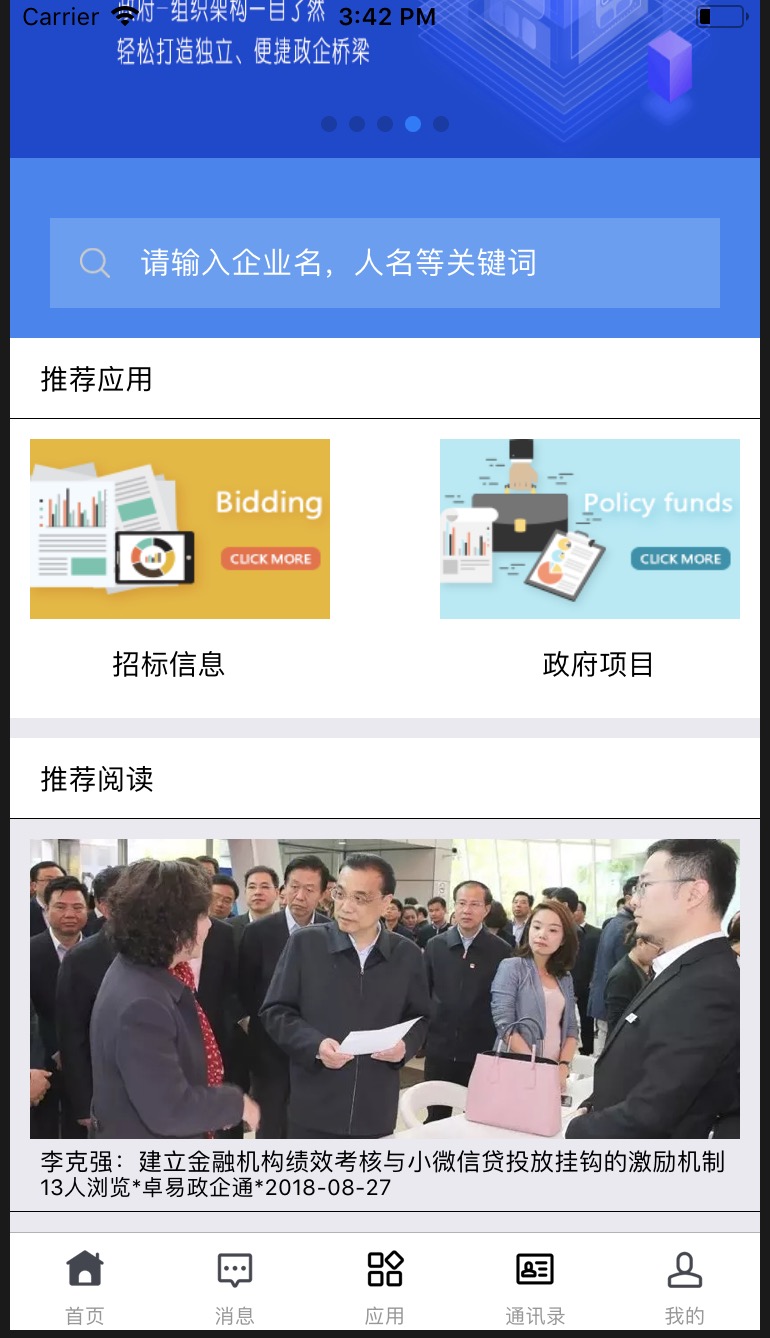 Carrier 3:42 PM
政府-组织架构一目了然
轻松打造独立、便捷政企桥梁
请输入企业名，人名等关键词
推荐应用
Bidding
CLICK MORE
Policy funds
CLICK MORE
招标信息
政府项目
推荐阅读
李克强：建立金融机构绩效考核与小微信贷投放挂钩的激励机制
13人浏览*卓易政企通*2018-08-27
首页
消息
应用
通讯录
我的